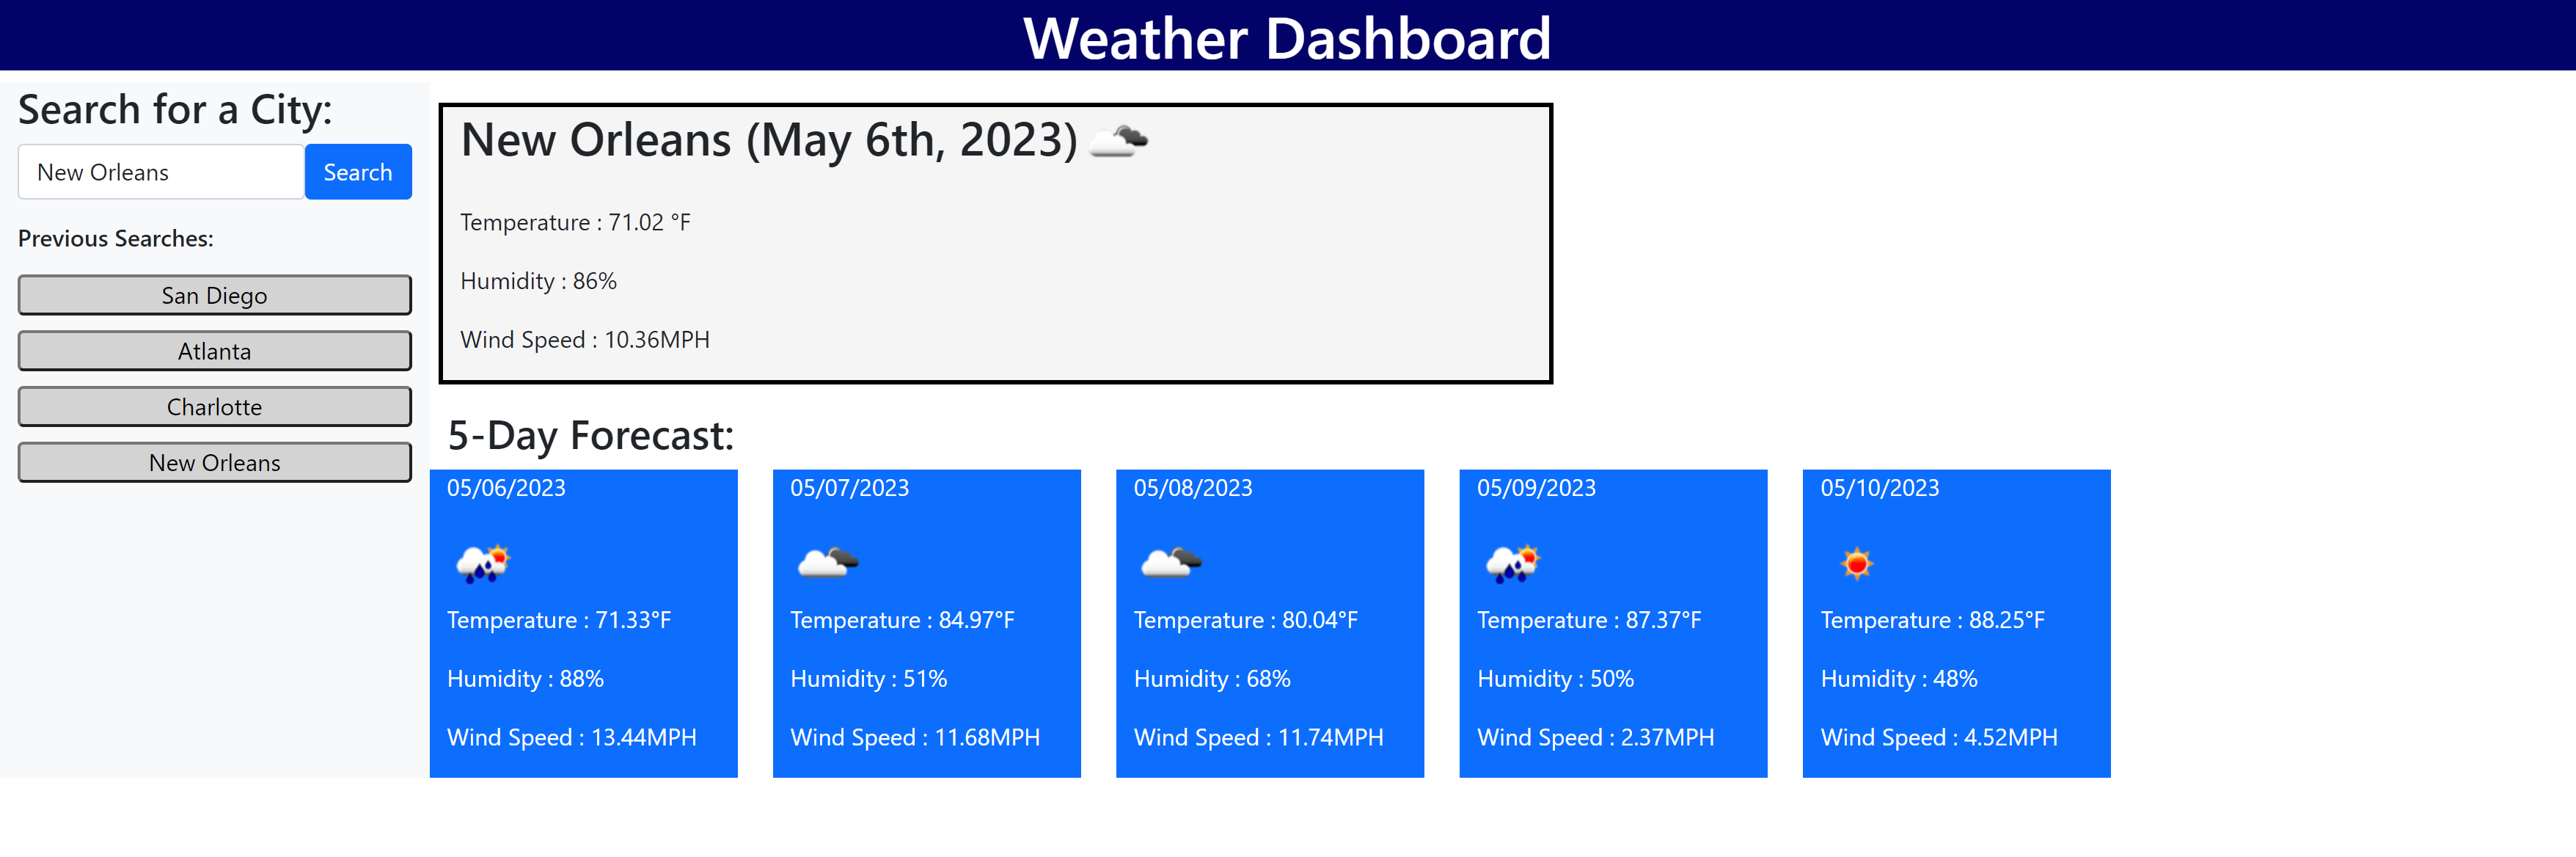 Weather Dashboard
Search for a City:
New Orleans
Search
Previous Searches:
San Diego
Atlanta
Charlotte
New Orleans
New Orleans (May 6th, 2023)
Temperature : 71.02 °F
Humidity : 86%
Wind Speed : 10.36MPH
5-Day Forecast:
05/06/2023
Temperature : 71.33°F
Humidity : 88%
Wind Speed : 13.44MPH
05/07/2023
Temperature : 84.97°F
Humidity : 51%
Wind Speed : 11.68MPH
05/08/2023
Temperature : 80.04°F
Humidity : 68%
Wind Speed : 11.74MPH
05/09/2023
Temperature : 87.37°F
Humidity : 50%
Wind Speed : 2.37MPH
05/10/2023
Temperature : 88.25°F
Humidity : 48%
Wind Speed : 4.52MPH